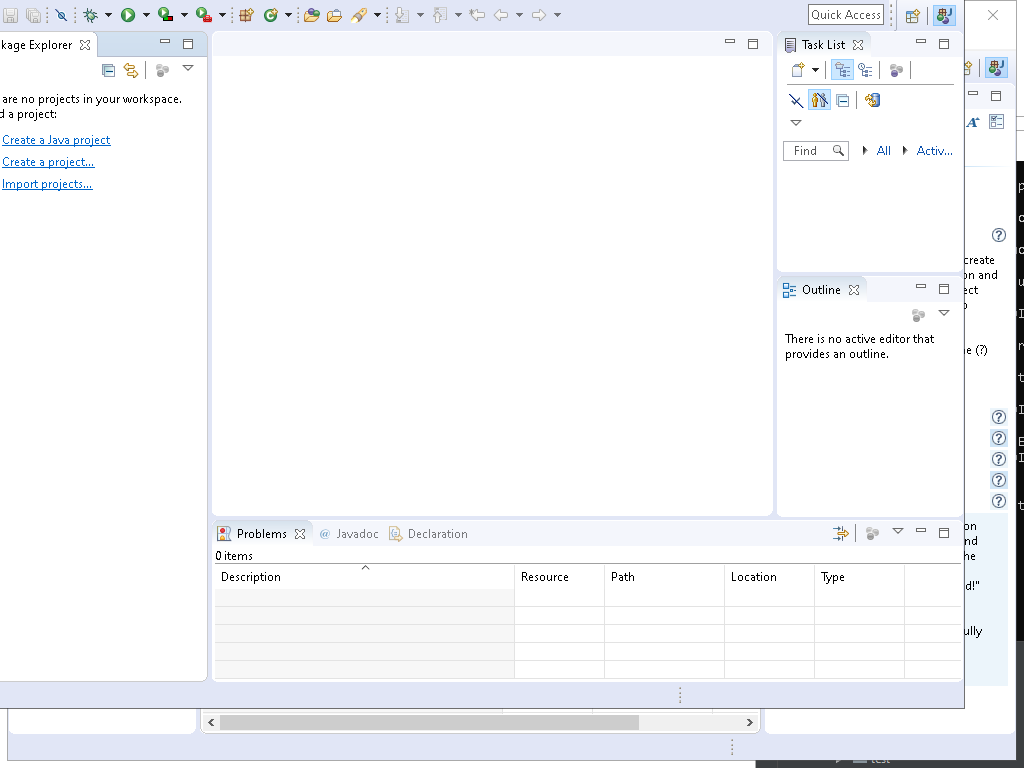 Quick Access
kage Explorer
Task List
are no projects in your workspace.
d a project:
Create a Java project
Create a project...
Import projects...
Find
All
Activ...
create
on and
ect
Outline
There is no active editor that
provides an outline.
e (?)
Problems
Javadoc
Declaration
0 items
Description
Resource
Path
Location
Type
on
nd
he
d!"
ully